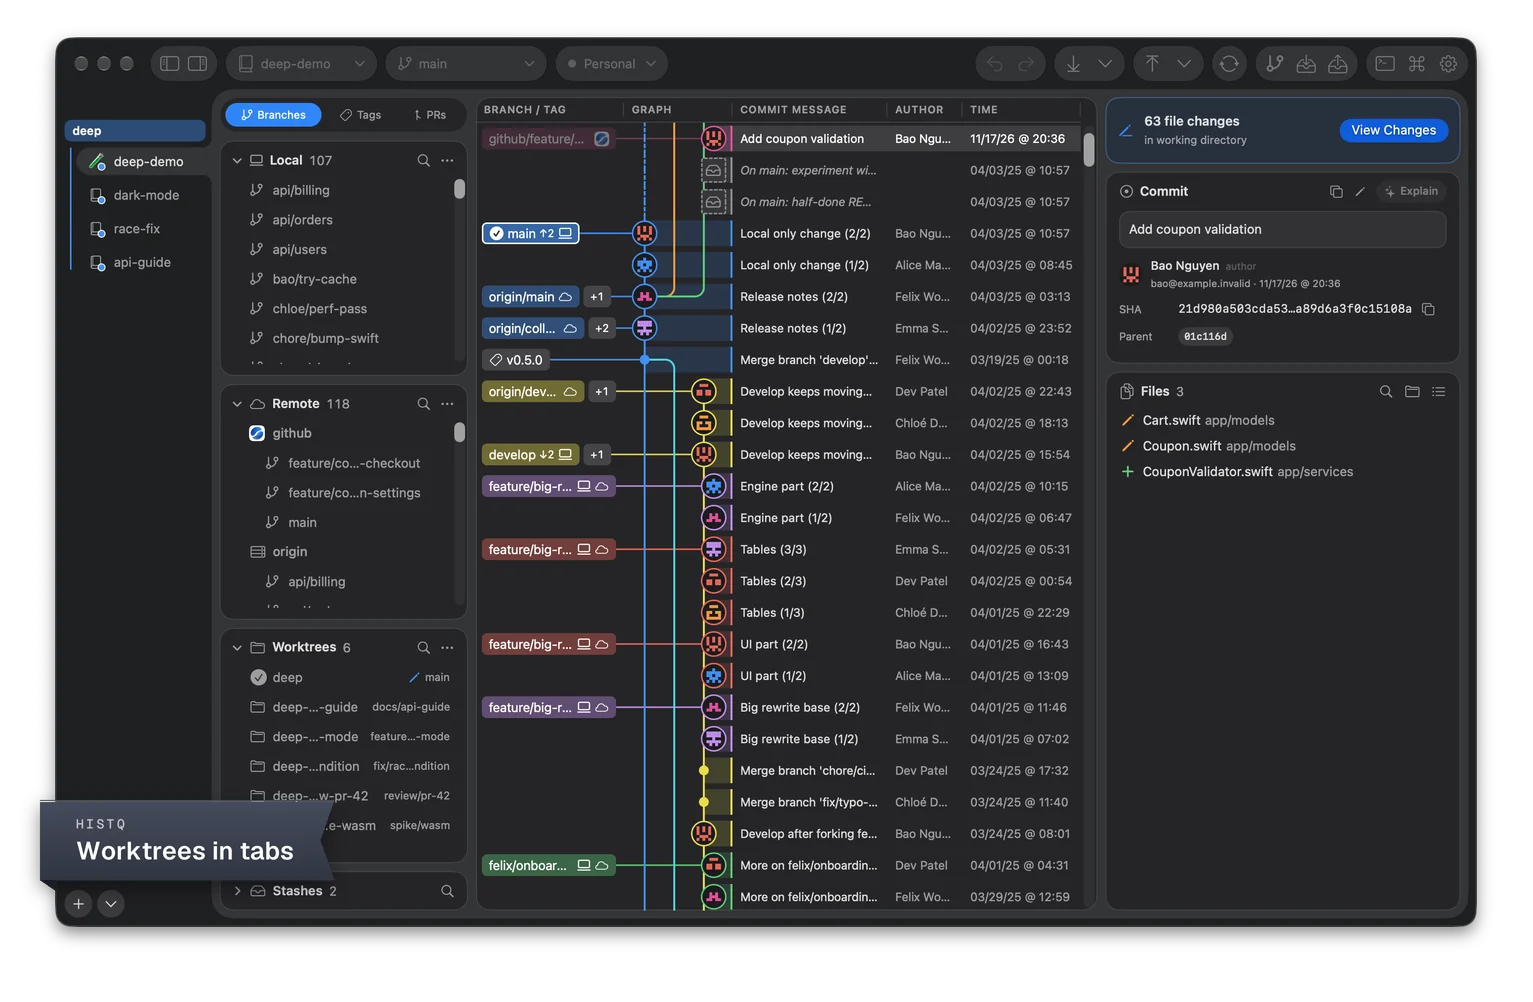 deep-demo
main
Personal
deep
deep-demo
dark-mode
race-fix
api-guide
Branches
Tags
PRs
Local 107
api/billing
api/orders
api/users
bao/try-cache
chloe/perf-pass
chore/bump-swift
Remote 118
github
feature/co...-checkout
feature/co...n-settings
main
origin
api/billing
Worktrees 6
deep main
deep-...-guide docs/api-guide
deep-...-mode feature...-mode
deep-...ndition fix/rac...ndition
deep-...w-pr-42 review/pr-42
...e-wasm spike/wasm
Stashes 2
HISTQ
Worktrees in tabs
BRANCH / TAG GRAPH COMMIT MESSAGE AUTHOR TIME
github/feature/... Add coupon validation Bao Ngu... 11/17/26 @ 20:36
On main: experiment wi... 04/03/25 @ 10:57
On main: half-done RE... 04/03/25 @ 10:57
main ↑2 Local only change (2/2) Bao Ngu... 04/03/25 @ 10:57
Local only change (1/2) Alice Ma... 04/03/25 @ 08:45
origin/main +1 Release notes (2/2) Felix Wo... 04/03/25 @ 03:13
origin/coll... +2 Release notes (1/2) Emma S... 04/02/25 @ 23:52
v0.5.0 Merge branch 'develop'... Felix Wo... 03/19/25 @ 00:18
origin/dev... +1 Develop keeps moving... Dev Patel 04/02/25 @ 22:43
Develop keeps moving... Chloé D... 04/02/25 @ 18:13
develop ↓2 +1 Develop keeps moving... Bao Ngu... 04/02/25 @ 15:54
feature/big-r... Engine part (2/2) Alice Ma... 04/02/25 @ 10:15
Engine part (1/2) Felix Wo... 04/02/25 @ 06:47
feature/big-r... Tables (3/3) Emma S... 04/02/25 @ 05:31
Tables (2/3) Dev Patel 04/02/25 @ 00:54
Tables (1/3) Chloé D... 04/01/25 @ 22:29
feature/big-r... UI part (2/2) Bao Ngu... 04/01/25 @ 16:43
UI part (1/2) Alice Ma... 04/01/25 @ 13:09
feature/big-r... Big rewrite base (2/2) Felix Wo... 04/01/25 @ 11:46
Big rewrite base (1/2) Emma S... 04/01/25 @ 07:02
Merge branch 'chore/ci... Dev Patel 03/24/25 @ 17:32
Merge branch 'fix/typo-... Chloé D... 03/24/25 @ 11:40
Develop after forking fe... Bao Ngu... 03/24/25 @ 08:01
felix/onboar... More on felix/onboardin... Dev Patel 04/01/25 @ 04:31
More on felix/onboardin... Felix Wo... 03/29/25 @ 12:59
63 file changes
in working directory
View Changes
Commit
Explain
Add coupon validation
Bao Nguyen author
bao@example.invalid · 11/17/26 @ 20:36
SHA 21d980a503cda53…a89d6a3f0c15108a
Parent 01c116d
Files 3
Cart.swift app/models
Coupon.swift app/models
CouponValidator.swift app/services